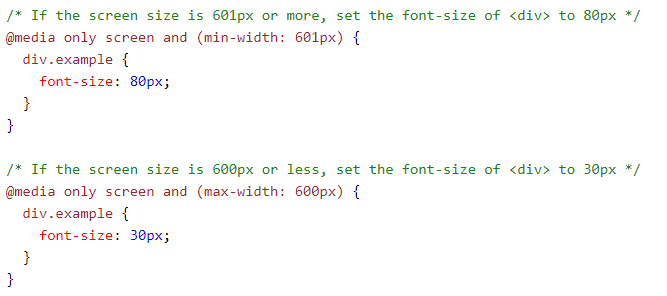 /* If the screen size is 601px or more, set the font-size of <div> to 80px */
@media only screen and (min-width: 601px) {
  div.example {
    font-size: 80px;
  }
}

/* If the screen size is 600px or less, set the font-size of <div> to 30px */
@media only screen and (max-width: 600px) {
  div.example {
    font-size: 30px;
  }
}